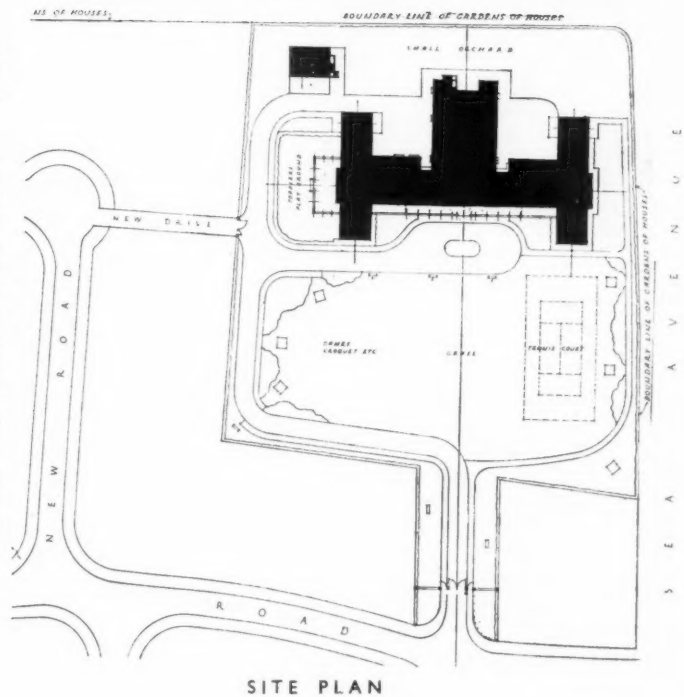 NS OF HOUSES.
BOUNDARY LINE OF GARDENS OF HOUSES
SMALL ORCHARD
TODDLERS
PLAY GROUND
NEW DRIVE
NEW ROAD
BOUNDARY LINE OF GARDENS OF HOUSES.
SEA AVENUE
GAMES
CROQUET ETC
GRASS
TENNIS COURT
ROAD
SITE PLAN